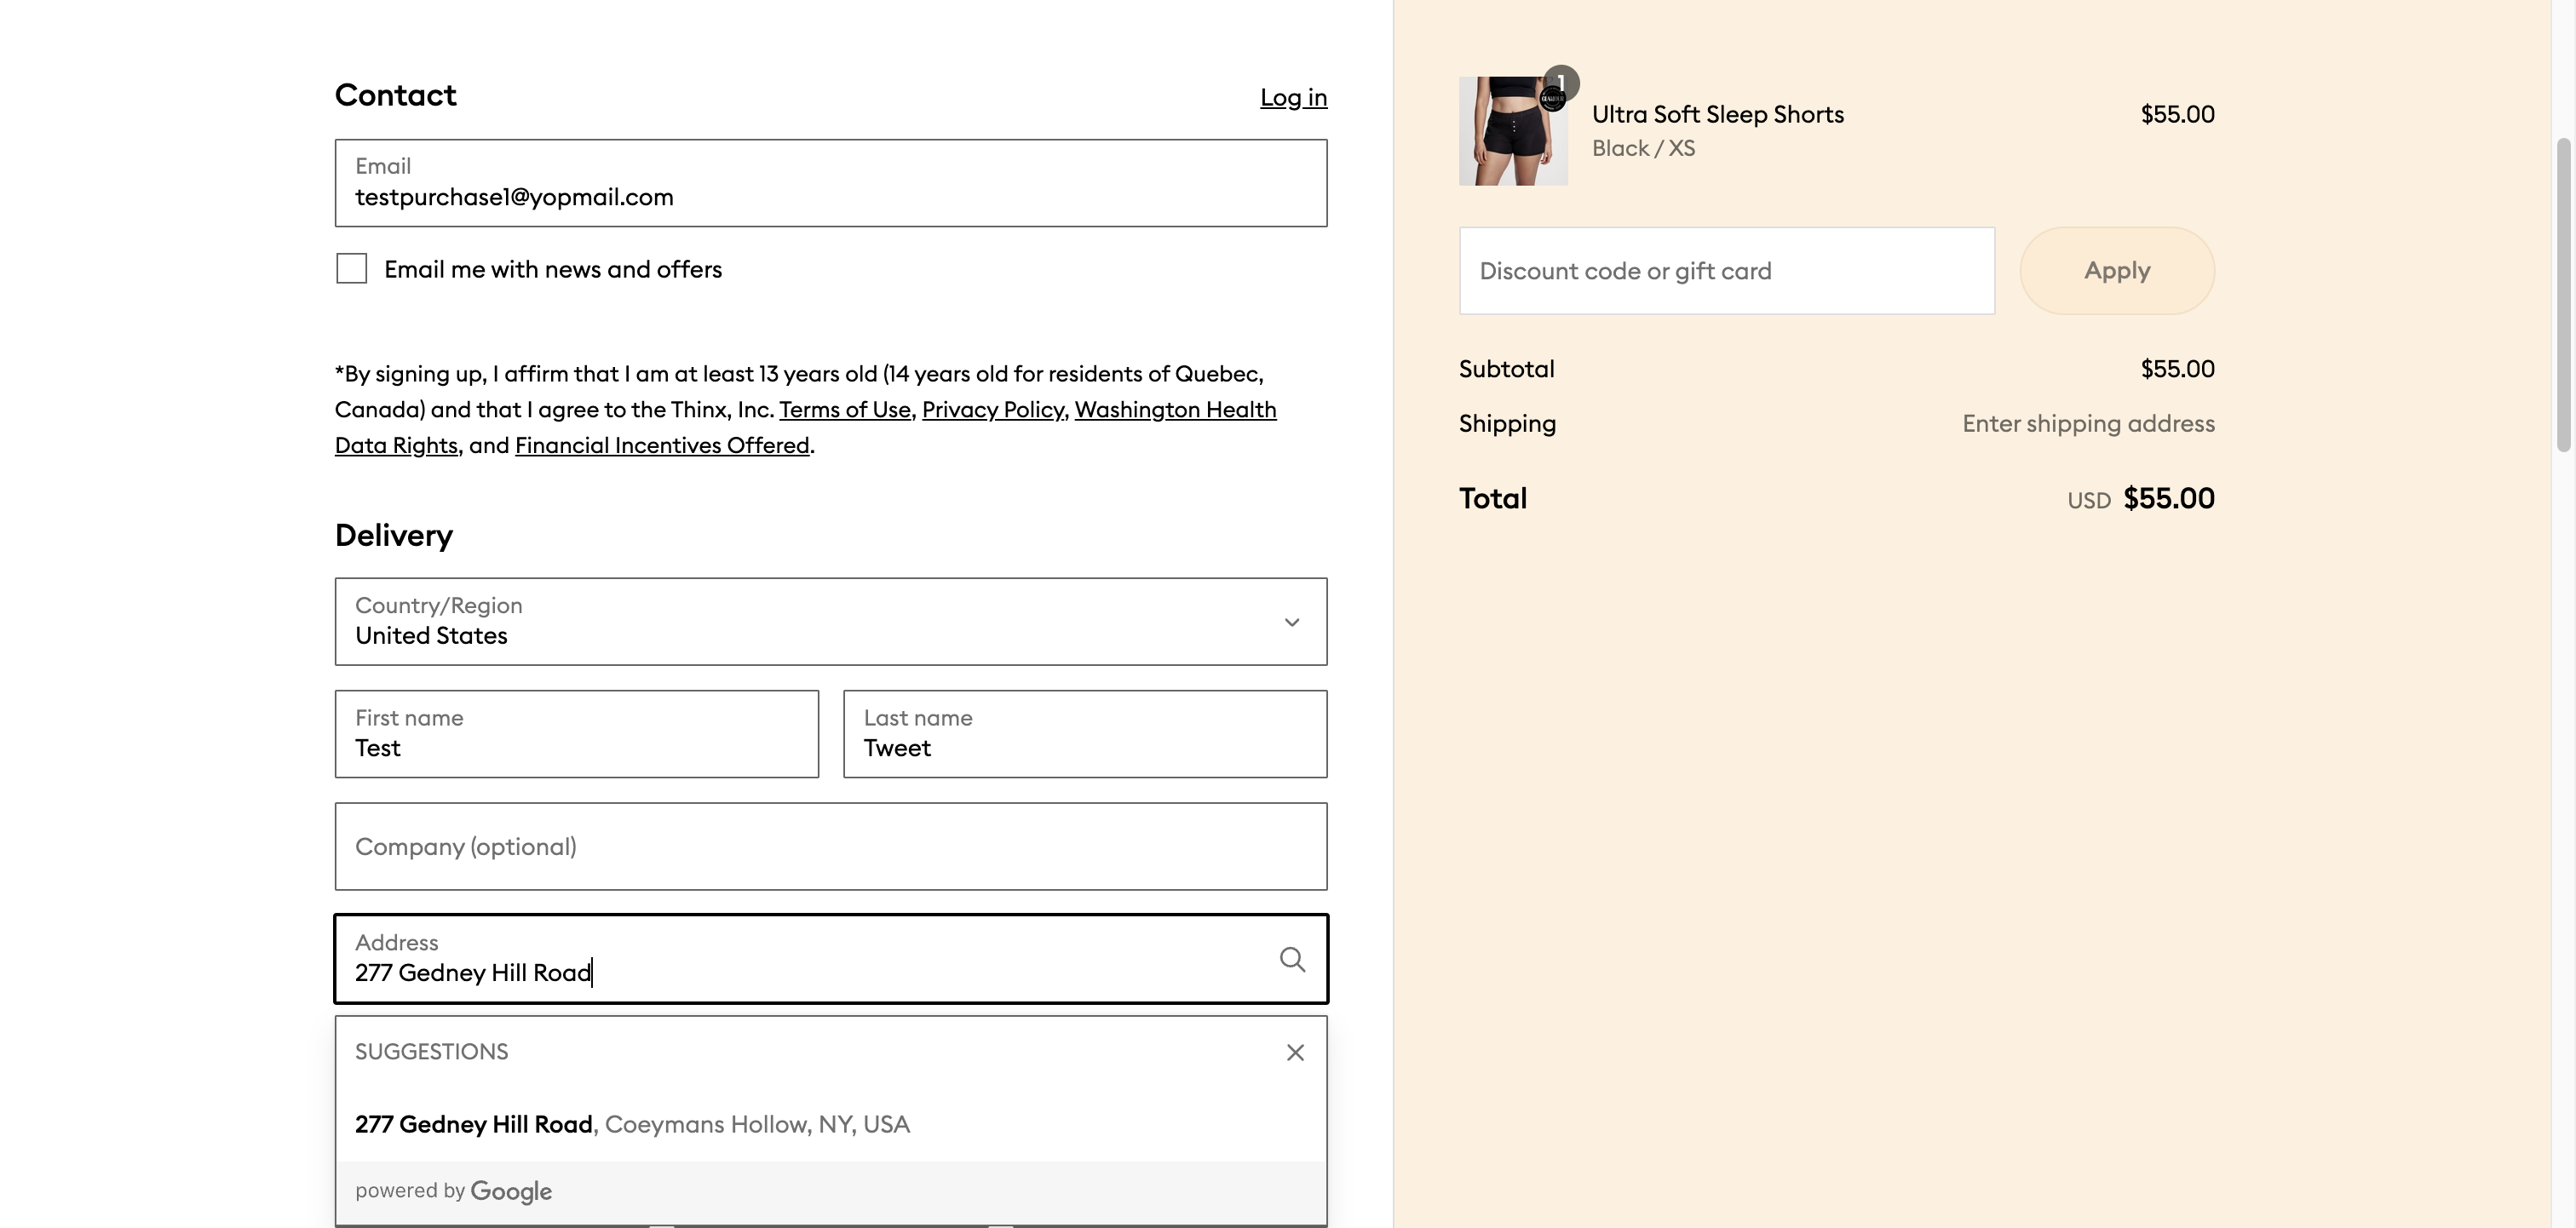 Contact
Log in
Email
testpurchase1@yopmail.com
Email me with news and offers
*By signing up, I affirm that I am at least 13 years old (14 years old for residents of Quebec,
Canada) and that I agree to the Thinx, Inc. Terms of Use, Privacy Policy, Washington Health
Data Rights, and Financial Incentives Offered.
Delivery
Country/Region
United States
First name
Test
Last name
Tweet
Company (optional)
Address
277 Gedney Hill Road
SUGGESTIONS
277 Gedney Hill Road, Coeymans Hollow, NY, USA
powered by Google
1
Ultra Soft Sleep Shorts
$55.00
Black / XS
Discount code or gift card
Apply
Subtotal
$55.00
Shipping
Enter shipping address
Total
USD $55.00